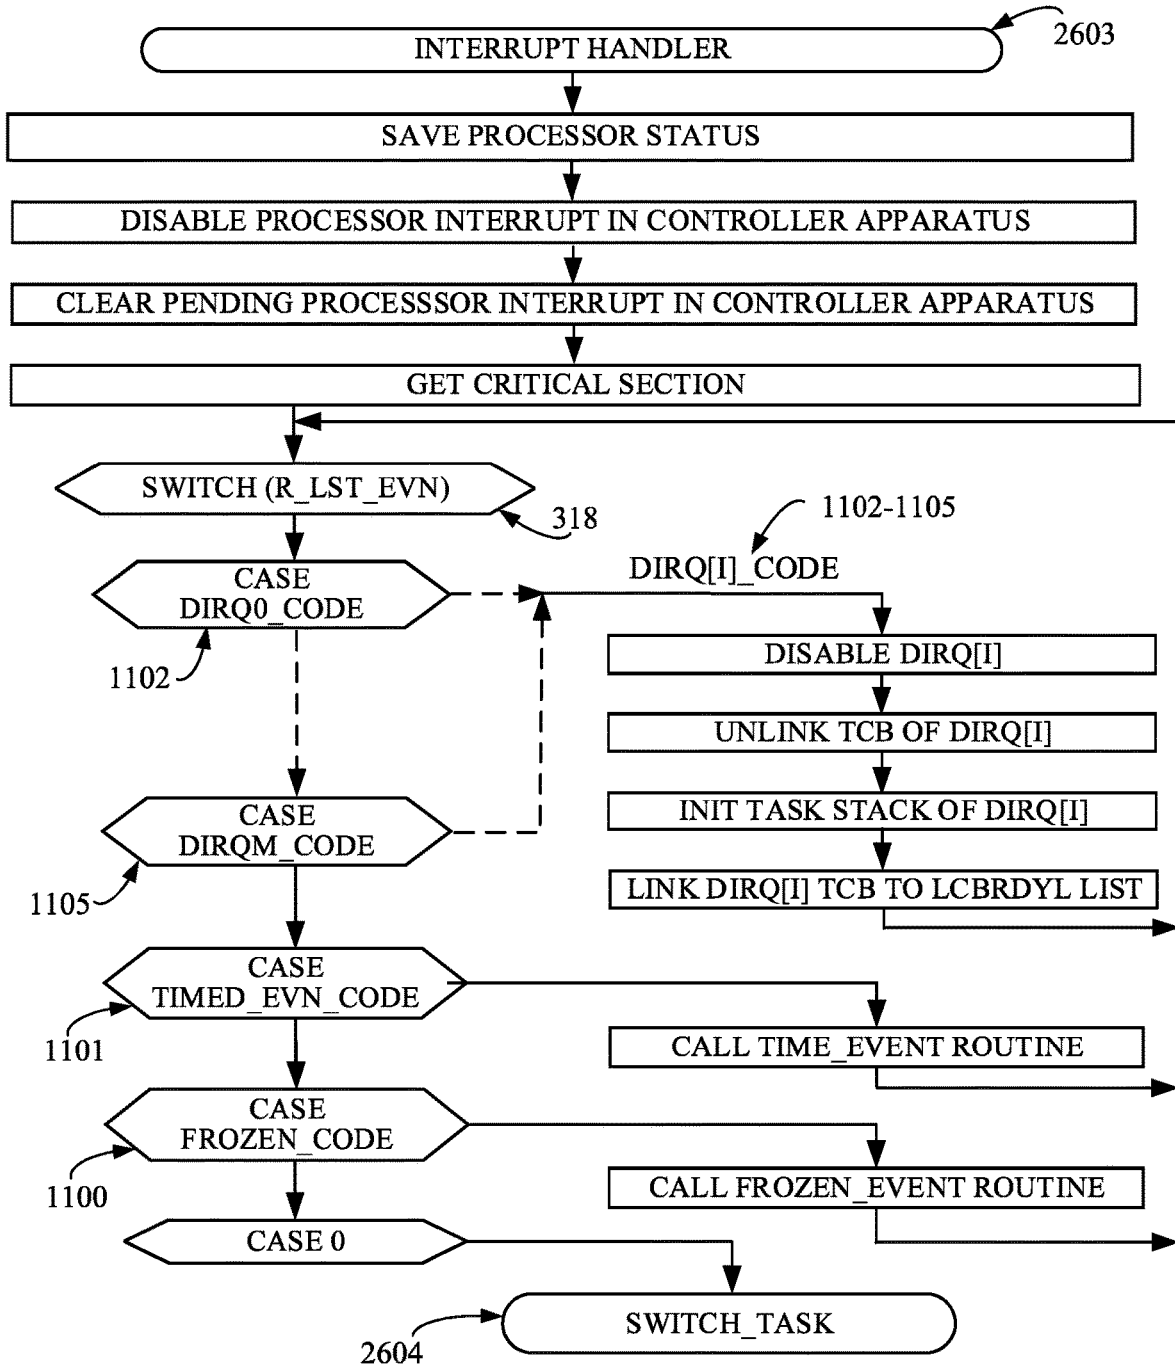 2603
INTERRUPT HANDLER
SAVE PROCESSOR STATUS
DISABLE PROCESSOR INTERRUPT IN CONTROLLER APPARATUS
CLEAR PENDING PROCESSSOR INTERRUPT IN CONTROLLER APPARATUS
GET CRITICAL SECTION
SWITCH (R_LST_EVN)
318
1102-1105
DIRQ[I]_CODE
CASE
DIRQ0_CODE
1102
DISABLE DIRQ[I]
UNLINK TCB OF DIRQ[I]
INIT TASK STACK OF DIRQ[I]
LINK DIRQ[I] TCB TO LCBRDYL LIST
CASE
DIRQM_CODE
1105
CASE
TIMED_EVN_CODE
1101
CALL TIME_EVENT ROUTINE
CASE
FROZEN_CODE
1100
CALL FROZEN_EVENT ROUTINE
CASE 0
SWITCH_TASK
2604